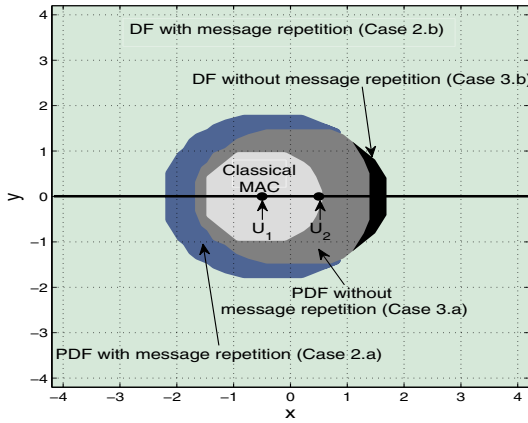 DF with message repetition (Case 2.b)
DF without message repetition (Case 3.b)
Classical
MAC
U1
U2
PDF without
message repetition (Case 3.a)
PDF with message repetition (Case 2.a)
4
3
2
1
0
−1
−2
−3
−4
y
−4 −3 −2 −1 0 1 2 3 4
x